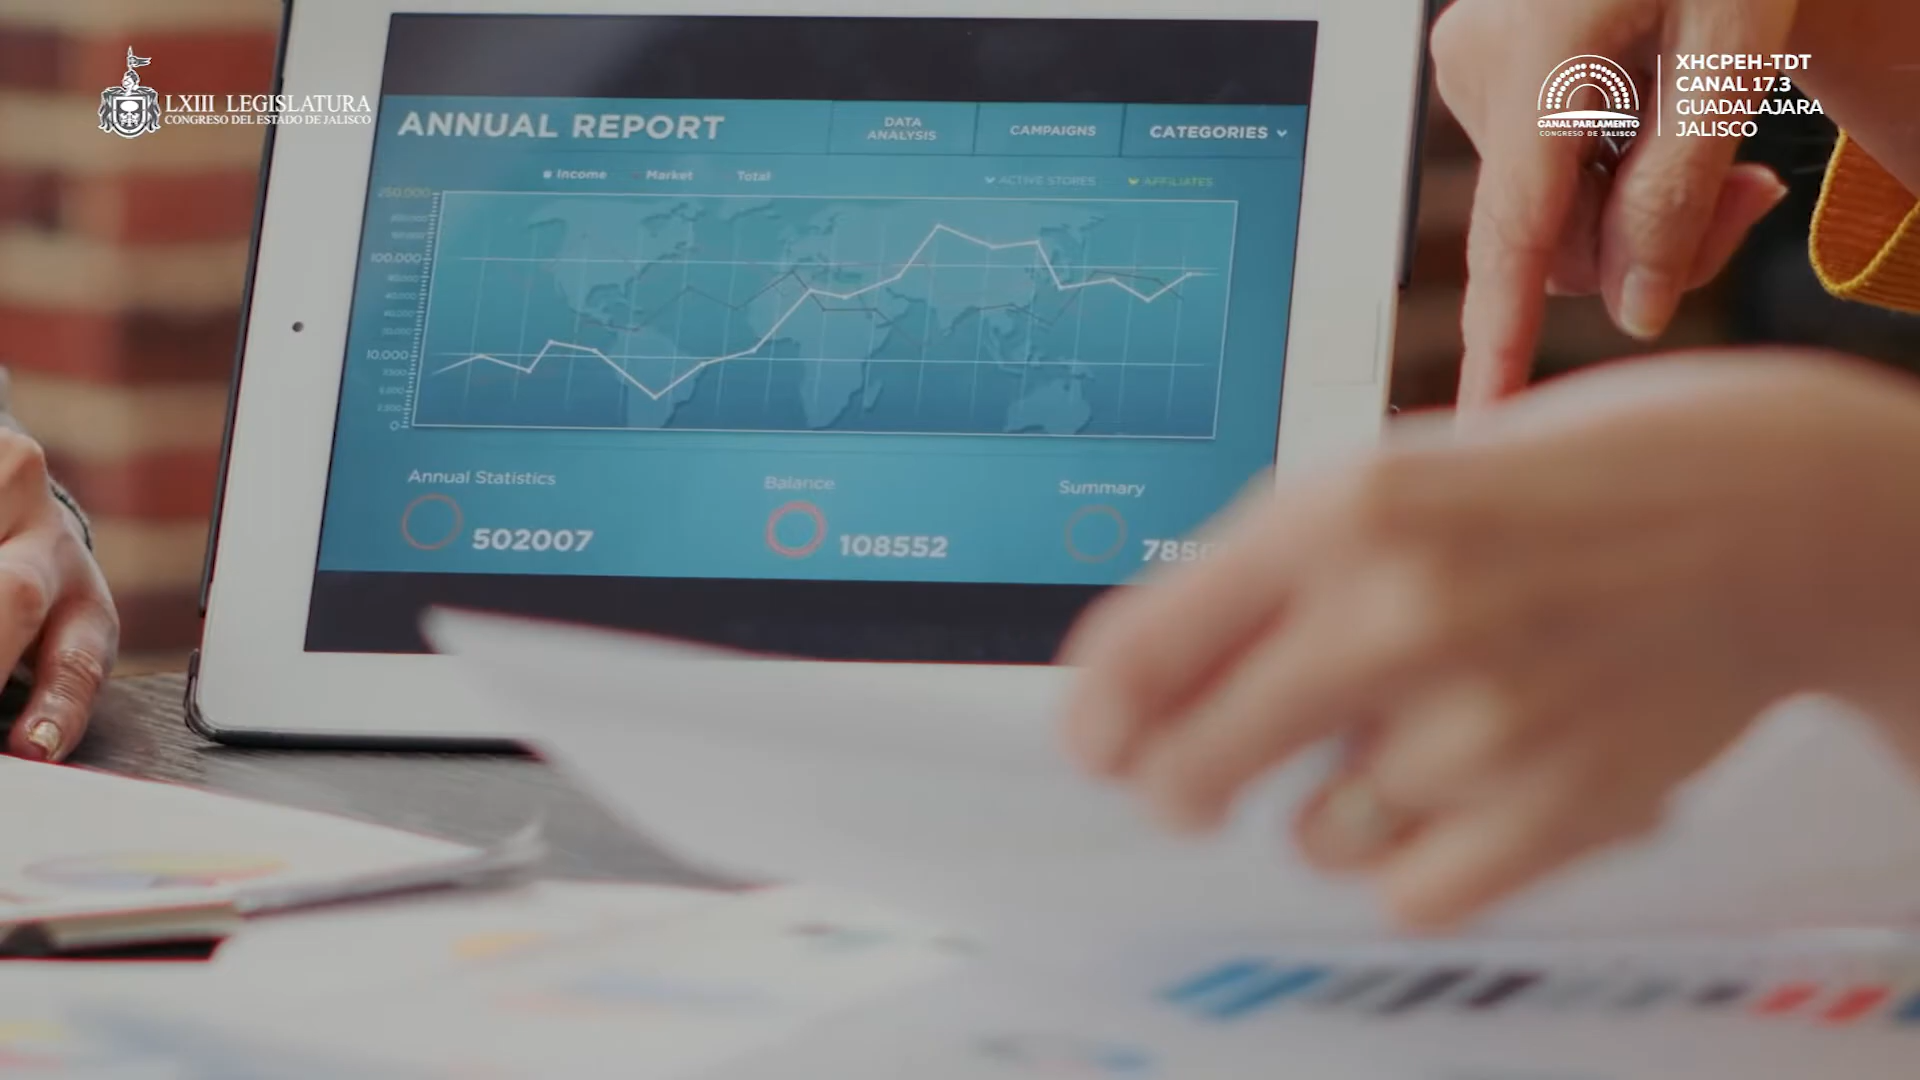 LXIII LEGISLATURA
CONGRESO DEL ESTADO DE JALISCO
CANAL PARLAMENTO
CONGRESO DE JALISCO
XHCPEH-TDT
CANAL 17.3
GUADALAJARA
JALISCO
ANNUAL REPORT
DATA
ANALYSIS
CAMPAIGNS
CATEGORIES
Income
Market
Total
ACTIVE STORES
AFFILIATES
250,000
100,000
10,000
0
Annual Statistics
Balance
Summary
502007
108552
785